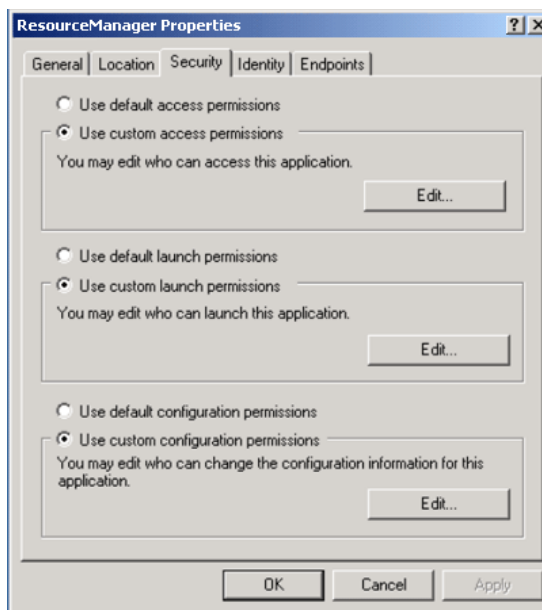 ResourceManager Properties
General Location Security Identity Endpoints
Use default access permissions
Use custom access permissions
You may edit who can access this application.
Edit...
Use default launch permissions
Use custom launch permissions
You may edit who can launch this application.
Edit...
Use default configuration permissions
Use custom configuration permissions
You may edit who can change the configuration information for this
application.
Edit...
OK Cancel Apply